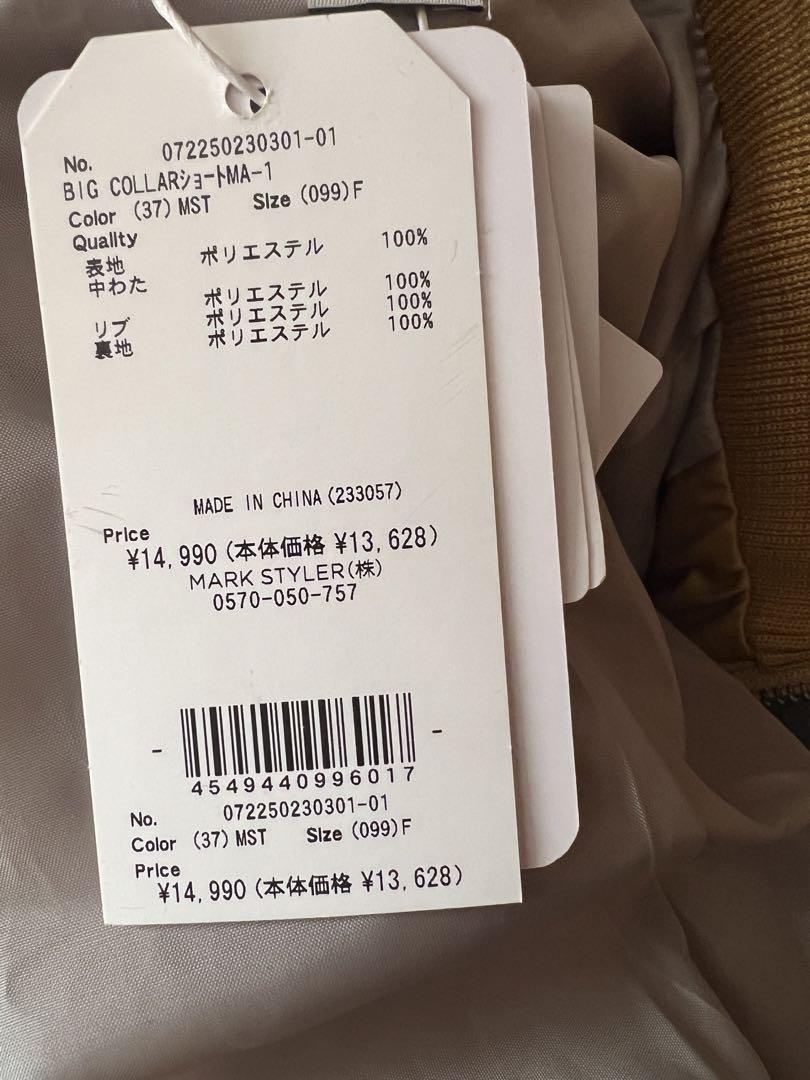 No. 072250230301-01
BIG COLLARｼｮｰﾄMA-1
Color (37)MST Size (099)F
Quality
表地 ポリエステル 100%
中わた ポリエステル 100%
ポリエステル 100%
リブ ポリエステル 100%
裏地
MADE IN CHINA(233057)
Price
¥14,990(本体価格 ¥13,628)
MARK STYLER(株)
0570-050-757
4549440996017
No. 072250230301-01
Color (37)MST Size (099)F
Price
¥14,990(本体価格 ¥13,628)